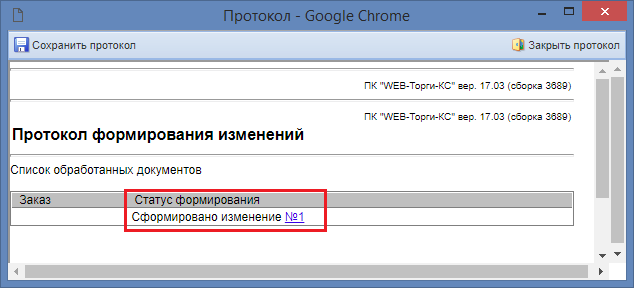 Протокол - Google Chrome
Сохранить протокол Закрыть протокол
ПК "WEB-Торги-КС" вер. 17.03 (сборка 3689)
ПК "WEB-Торги-КС" вер. 17.03 (сборка 3689)
Протокол формирования изменений
Список обработанных документов
Заказ Статус формирования
Сформировано изменение №1